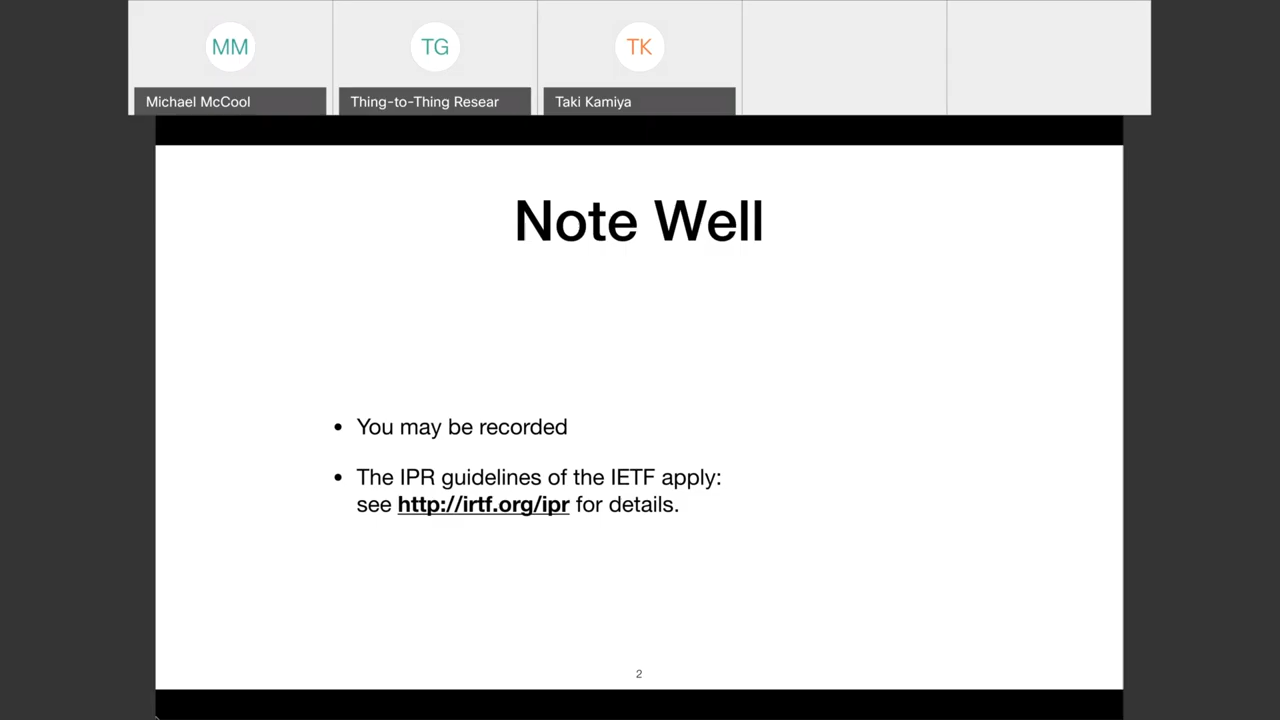 MM
TG
TK
Michael McCool
Thing-to-Thing Resear
Taki Kamiya
Note Well
• You may be recorded
• The IPR guidelines of the IETF apply:
see http://irtf.org/ipr for details.
2